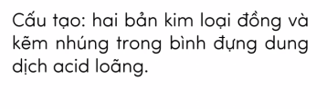 Cấu tạo: hai bản kim loại đồng và
kẽm nhúng trong bình đựng dung
dịch acid loãng.